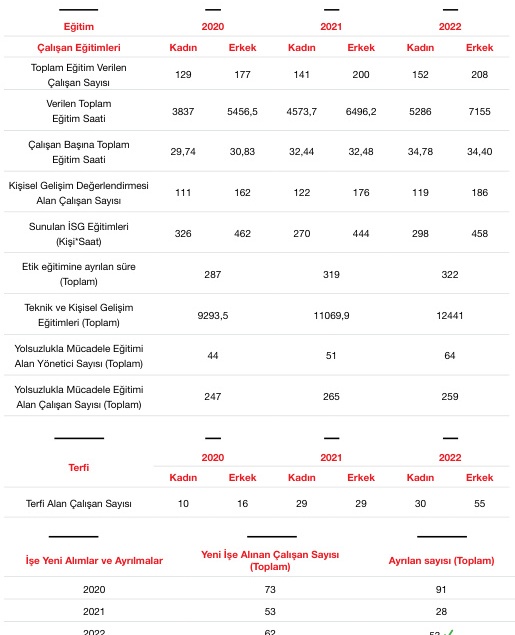 Eğitim 2020 2021 2022
Çalışan Eğitimleri Kadın Erkek Kadın Erkek Kadın Erkek
Toplam Eğitim Verilen
Çalışan Sayısı
129 177 141 200 152 208
Verilen Toplam
Eğitim Saati
3837 5456,5 4573,7 6496,2 5286 7155
Çalışan Başına Toplam
Eğitim Saati
29,74 30,83 32,44 32,48 34,78 34,40
Kişisel Gelişim Değerlendirmesi
Alan Çalışan Sayısı
111 162 122 176 119 186
Sunulan İSG Eğitimleri
(Kişi*Saat)
326 462 270 444 298 458
Etik eğitimine ayrılan süre
(Toplam)
287 319 322
Teknik ve Kişisel Gelişim
Eğitimleri (Toplam)
9293,5 11069,9 12441
Yolsuzlukla Mücadele Eğitimi
Alan Yönetici Sayısı (Toplam)
44 51 64
Yolsuzlukla Mücadele Eğitimi
Alan Çalışan Sayısı (Toplam)
247 265 259
Terfi 2020 2021 2022
Kadın Erkek Kadın Erkek Kadın Erkek
Terfi Alan Çalışan Sayısı 10 16 29 29 30 55
İşe Yeni Alımlar ve Ayrılmalar
Yeni İşe Alınan Çalışan Sayısı
(Toplam)
Ayrılan sayısı (Toplam)
2020 73 91
2021 53 28
2022 62